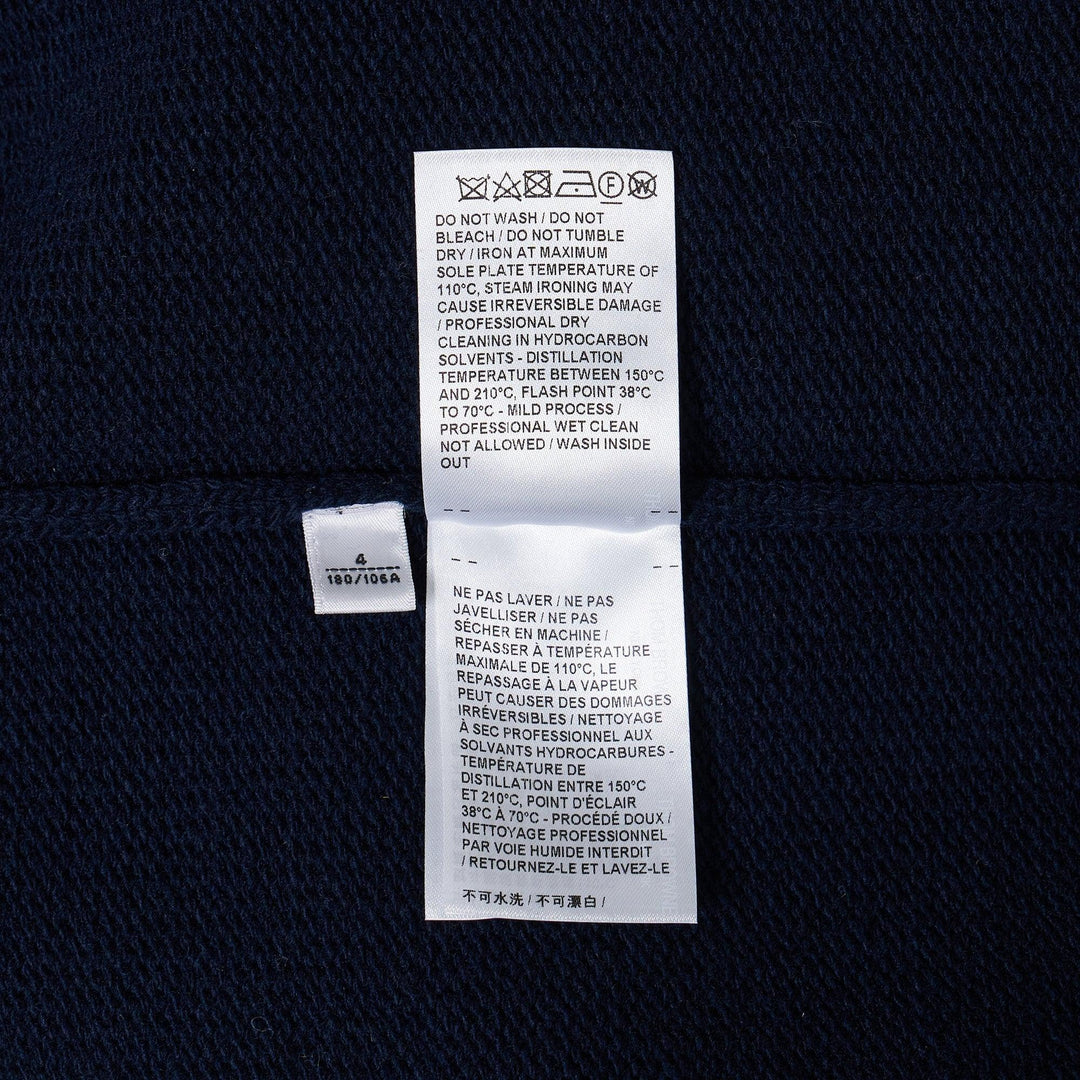 DO NOT WASH / DO NOT
BLEACH / DO NOT TUMBLE
DRY / IRON AT MAXIMUM
SOLE PLATE TEMPERATURE OF
110°C, STEAM IRONING MAY
CAUSE IRREVERSIBLE DAMAGE
/ PROFESSIONAL DRY
CLEANING IN HYDROCARBON
SOLVENTS - DISTILLATION
TEMPERATURE BETWEEN 150°C
AND 210°C, FLASH POINT 38°C
TO 70°C - MILD PROCESS /
PROFESSIONAL WET CLEAN
NOT ALLOWED / WASH INSIDE
OUT
4
180/106A
NE PAS LAVER / NE PAS
JAVELLISER / NE PAS
SÉCHER EN MACHINE /
REPASSER À TEMPÉRATURE
MAXIMALE DE 110°C, LE
REPASSAGE À LA VAPEUR
PEUT CAUSER DES DOMMAGES
IRRÉVERSIBLES / NETTOYAGE
À SEC PROFESSIONNEL AUX
SOLVANTS HYDROCARBURES -
TEMPÉRATURE DE
DISTILLATION ENTRE 150°C
ET 210°C, POINT D'ÉCLAIR
38°C À 70°C - PROCÉDÉ DOUX /
NETTOYAGE PROFESSIONNEL
PAR VOIE HUMIDE INTERDIT
/ RETOURNEZ-LE ET LAVEZ-LE
不可水洗 / 不可漂白 /